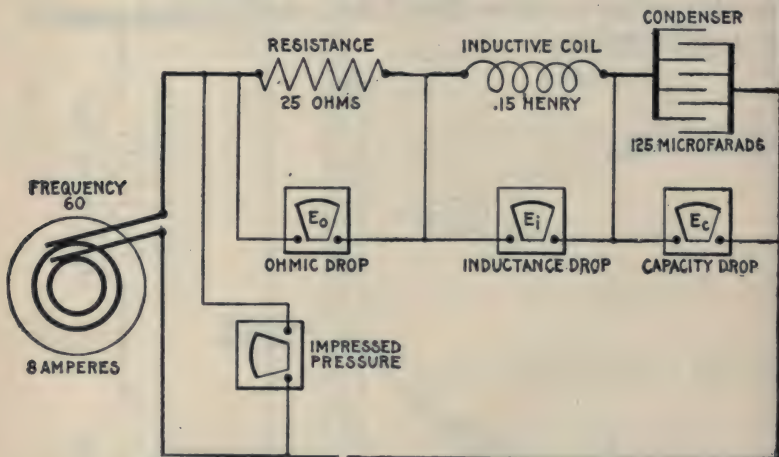 CONDENSER
RESISTANCE
INDUCTIVE COIL
25 OHMS
.15 HENRY
125.MICROFARADS
FREQUENCY
60
Eo
Ei
Ec
OHMIC DROP
INDUCTANCE DROP
CAPACITY DROP
IMPRESSED
PRESSURE
8 AMPERES